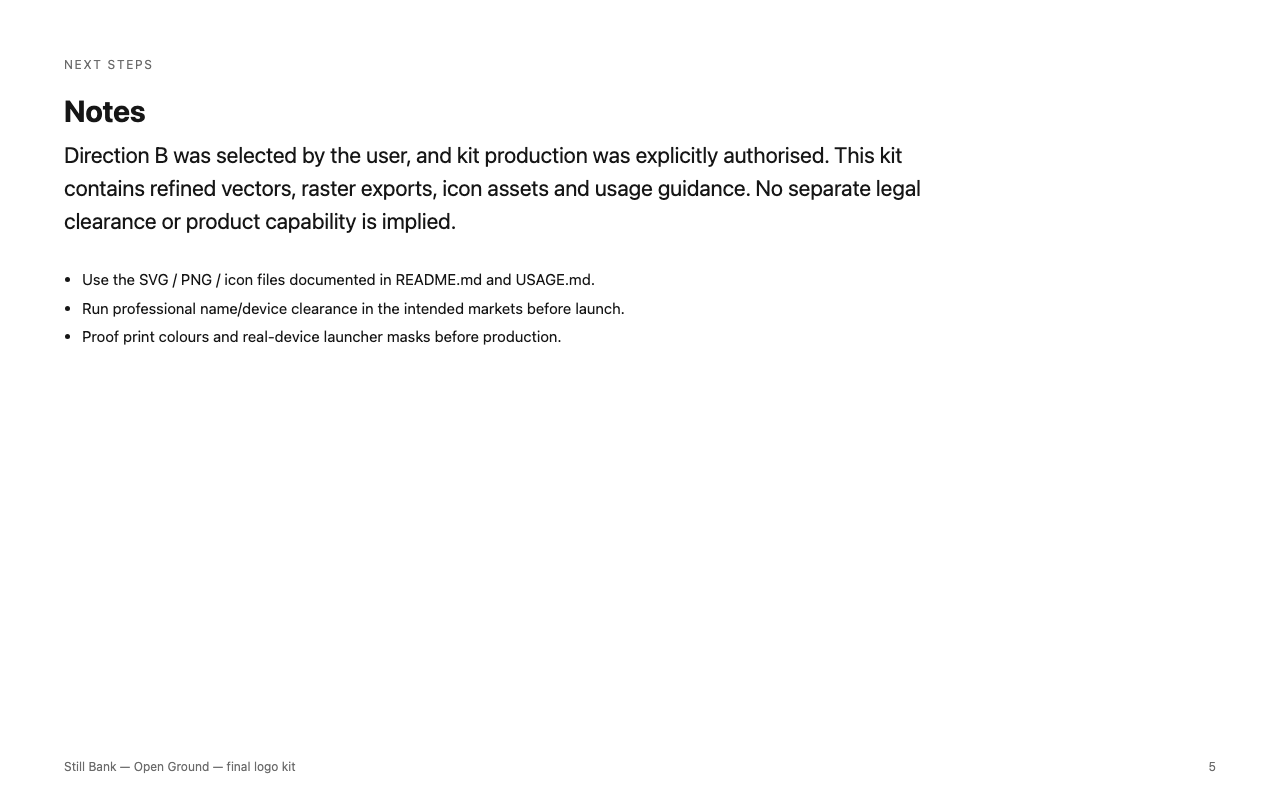 NEXT STEPS
Notes
Direction B was selected by the user, and kit production was explicitly authorised. This kit
contains refined vectors, raster exports, icon assets and usage guidance. No separate legal
clearance or product capability is implied.
• Use the SVG / PNG / icon files documented in README.md and USAGE.md.
• Run professional name/device clearance in the intended markets before launch.
• Proof print colours and real-device launcher masks before production.
Still Bank — Open Ground — final logo kit
5